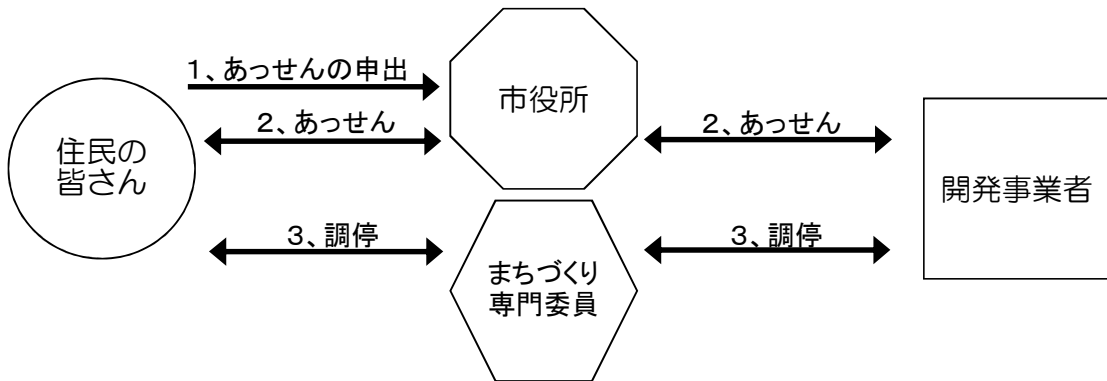 1、あっせんの申出
市役所
2、あっせん
2、あっせん
住民の
皆さん
開発事業者
3、調停
3、調停
まちづくり
専門委員